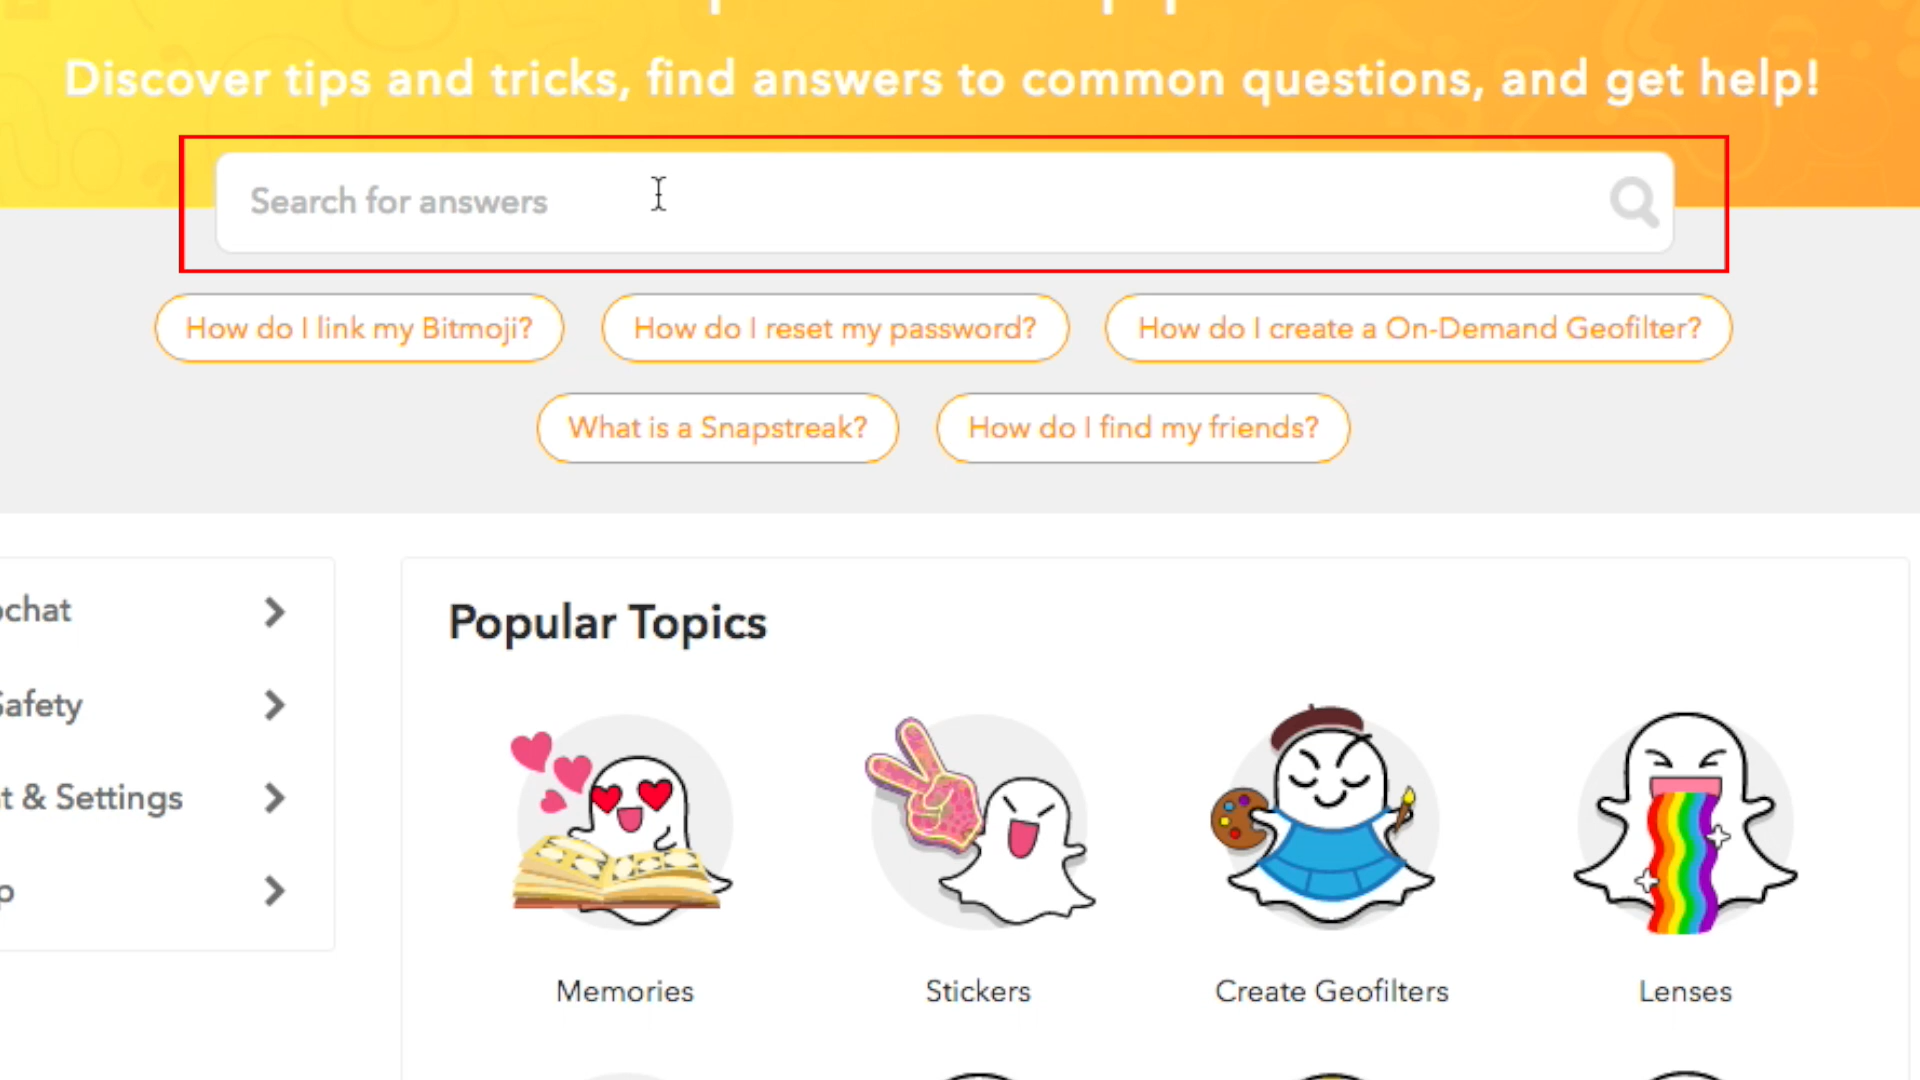 Discover tips and tricks, find answers to common questions, and get help!
Search for answers
How do I link my Bitmoji?
How do I reset my password?
How do I create a On-Demand Geofilter?
What is a Snapstreak?
How do I find my friends?
Popular Topics
& Settings
Memories
Stickers
Create Geofilters
Lenses